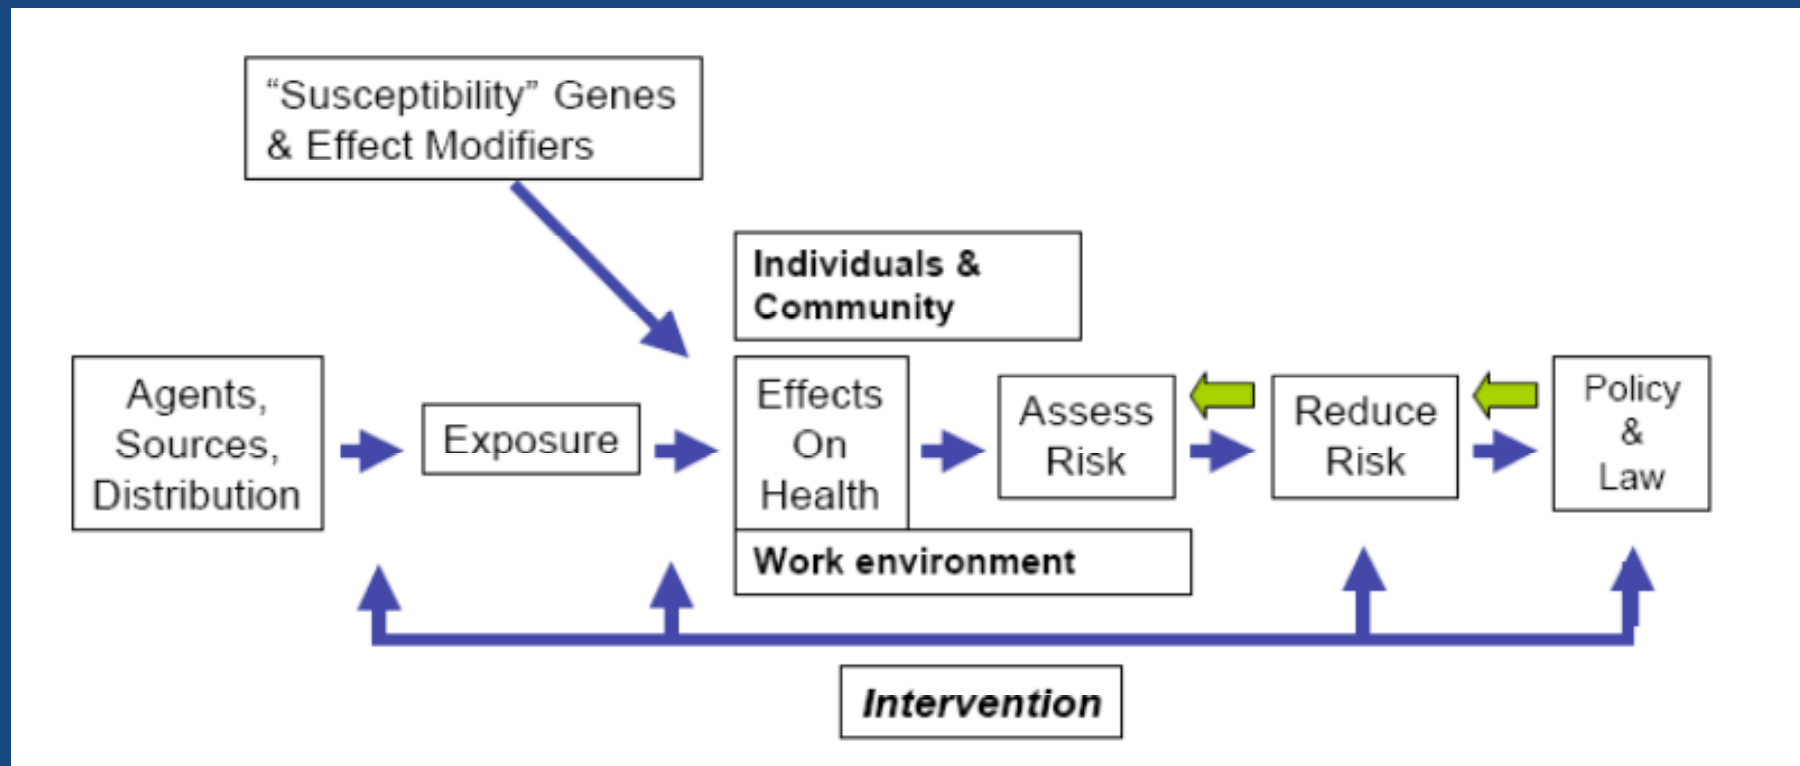 “Susceptibility” Genes
& Effect Modifiers
Individuals &
Community
Agents,
Sources,
Distribution
Exposure
Effects
On
Health
Assess
Risk
Reduce
Risk
Policy
&
Law
Work environment
Intervention